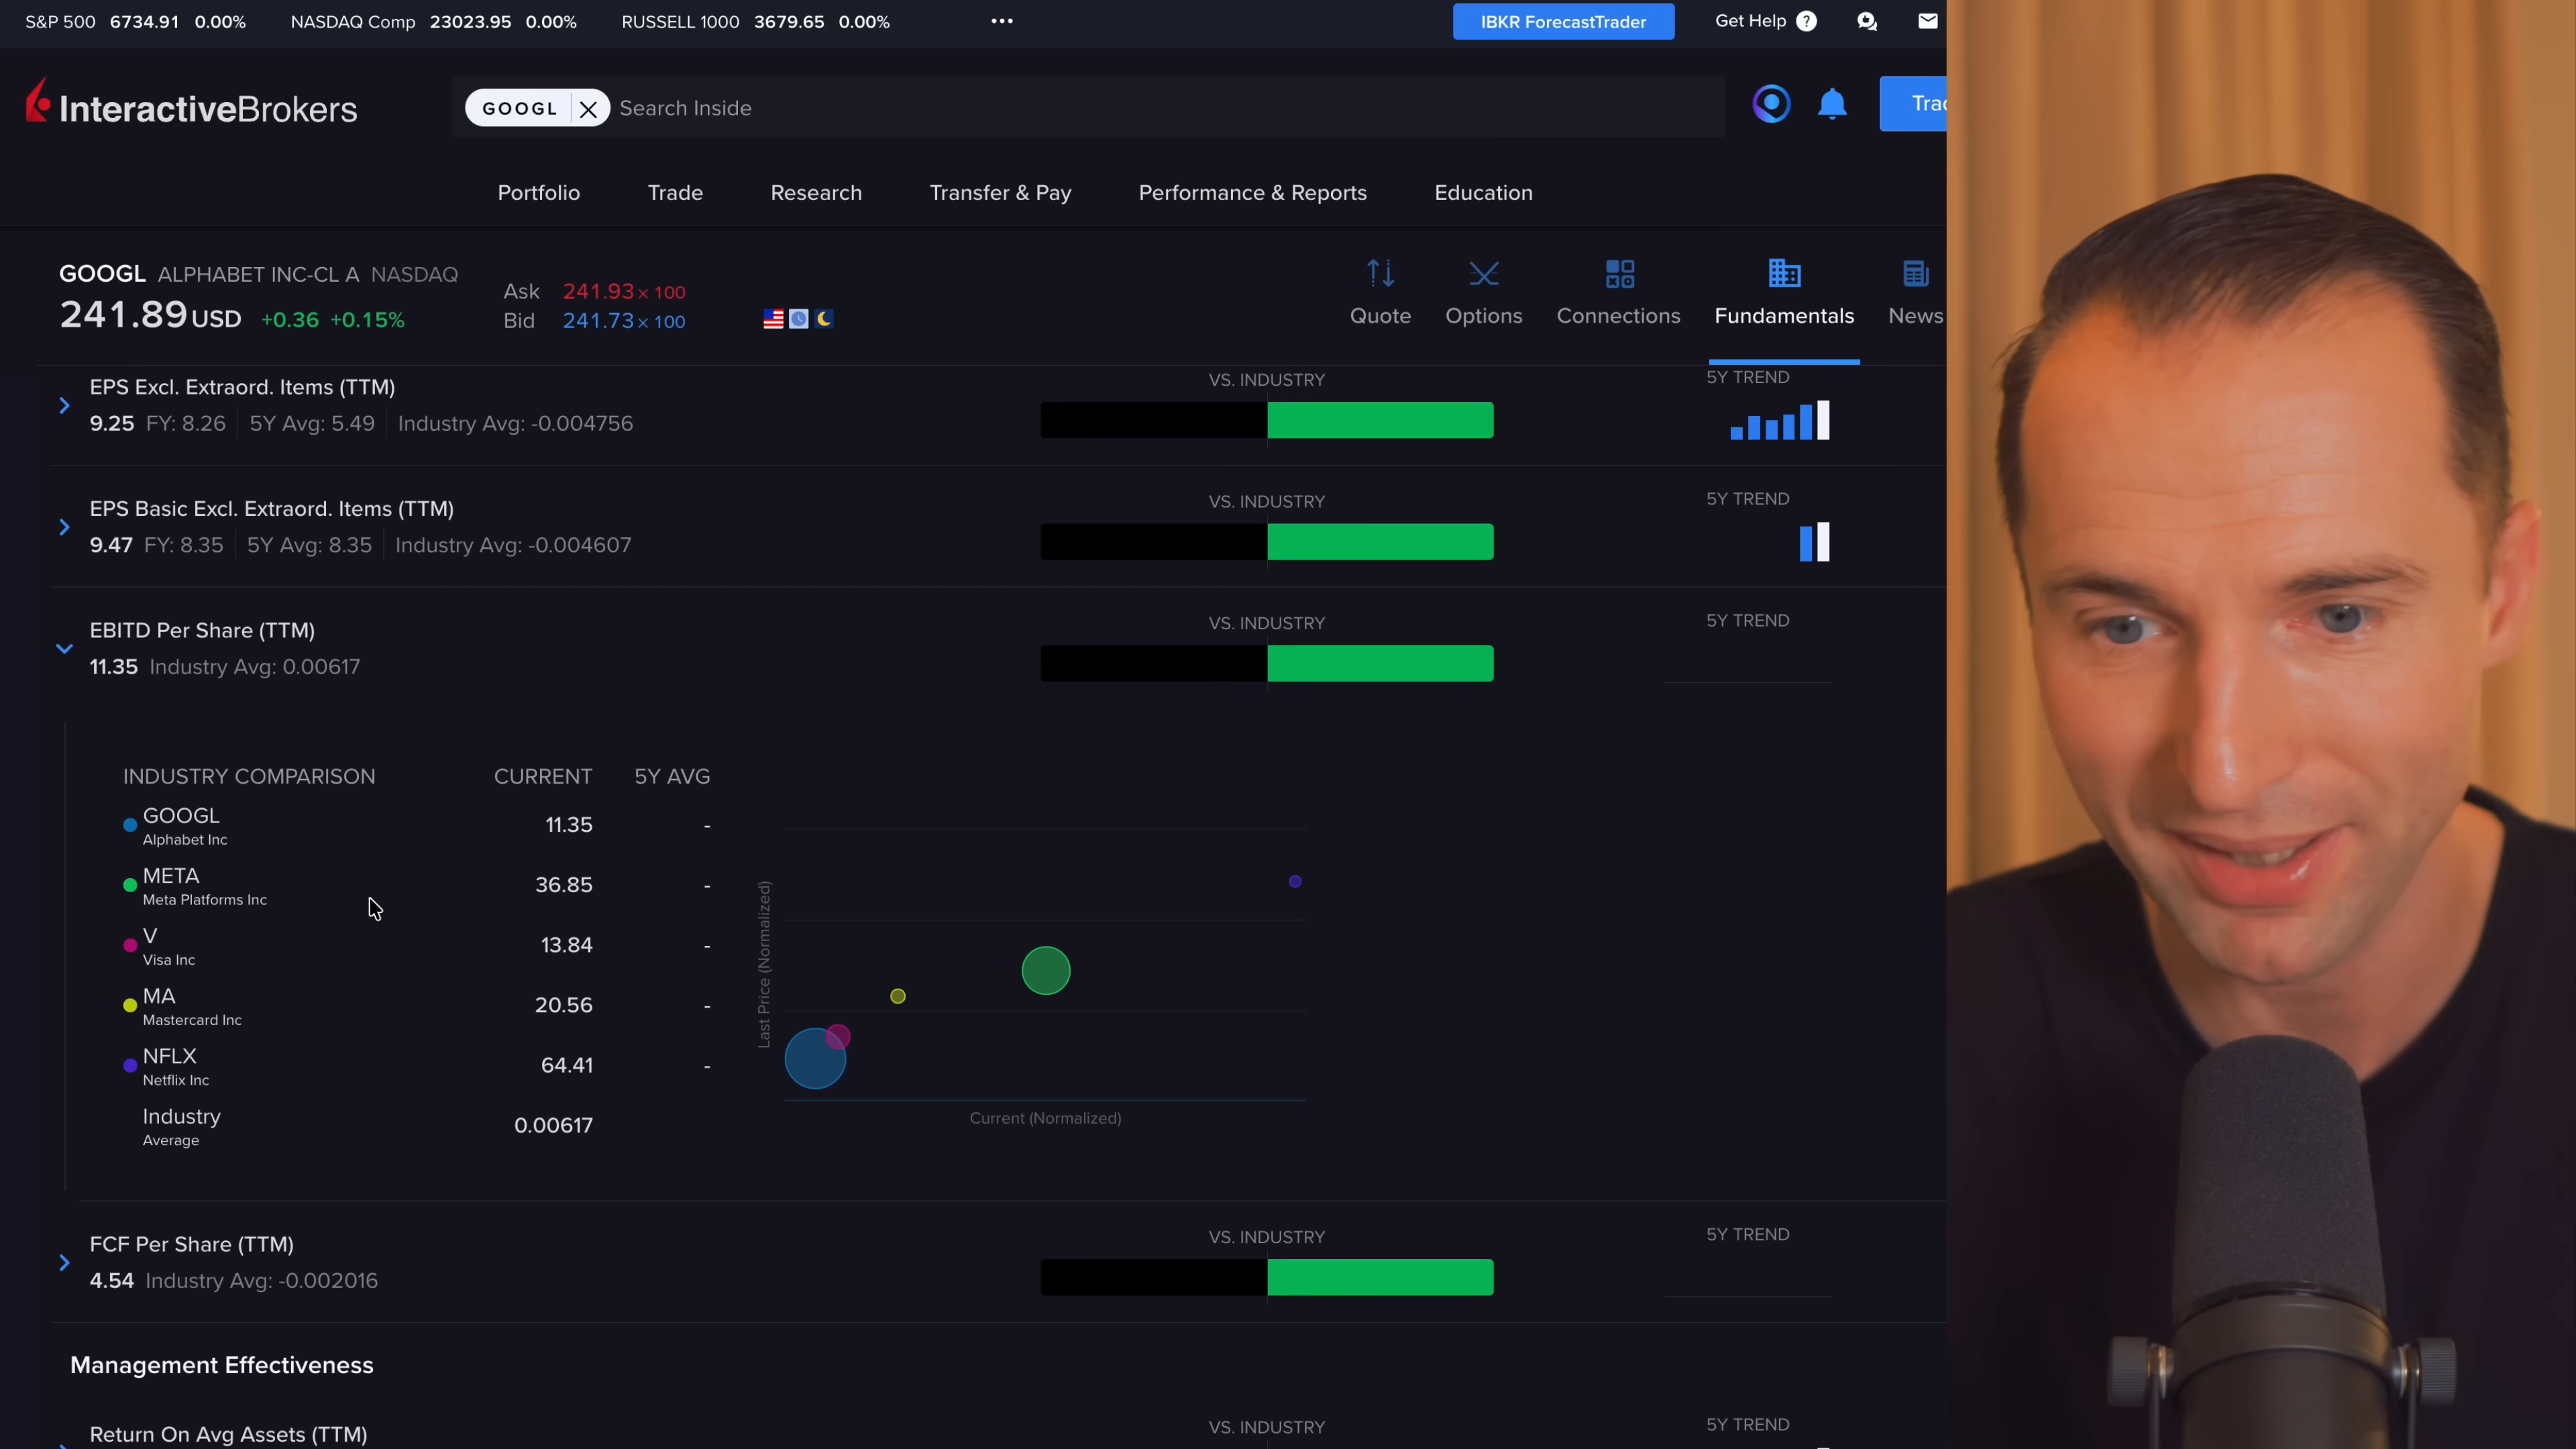 S&P 500 6734.91 0.00% NASDAQ Comp 23023.95 0.00% RUSSELL 1000 3679.65 0.00% ••• IBKR ForecastTrader Get Help ?
InteractiveBrokers GOOGL Search Inside
Portfolio Trade Research Transfer & Pay Performance & Reports Education
GOOGL ALPHABET INC-CL A NASDAQ
241.89 USD +0.36 +0.15%
Ask 241.93 × 100
Bid 241.73 × 100
Quote Options Connections Fundamentals News
EPS Excl. Extraord. Items (TTM) VS. INDUSTRY 5Y TREND
9.25 FY: 8.26 5Y Avg: 5.49 Industry Avg: -0.004756
EPS Basic Excl. Extraord. Items (TTM) VS. INDUSTRY 5Y TREND
9.47 FY: 8.35 5Y Avg: 8.35 Industry Avg: -0.004607
EBITD Per Share (TTM) VS. INDUSTRY 5Y TREND
11.35 Industry Avg: 0.00617
INDUSTRY COMPARISON CURRENT 5Y AVG
GOOGL 11.35 -
Alphabet Inc
META 36.85 -
Meta Platforms Inc
V 13.84 -
Visa Inc
MA 20.56 -
Mastercard Inc
NFLX 64.41 -
Netflix Inc
Industry 0.00617
Average
Last Price (Normalized)
Current (Normalized)
FCF Per Share (TTM) VS. INDUSTRY 5Y TREND
4.54 Industry Avg: -0.002016
Management Effectiveness
Return On Avg Assets (TTM) VS. INDUSTRY 5Y TREND